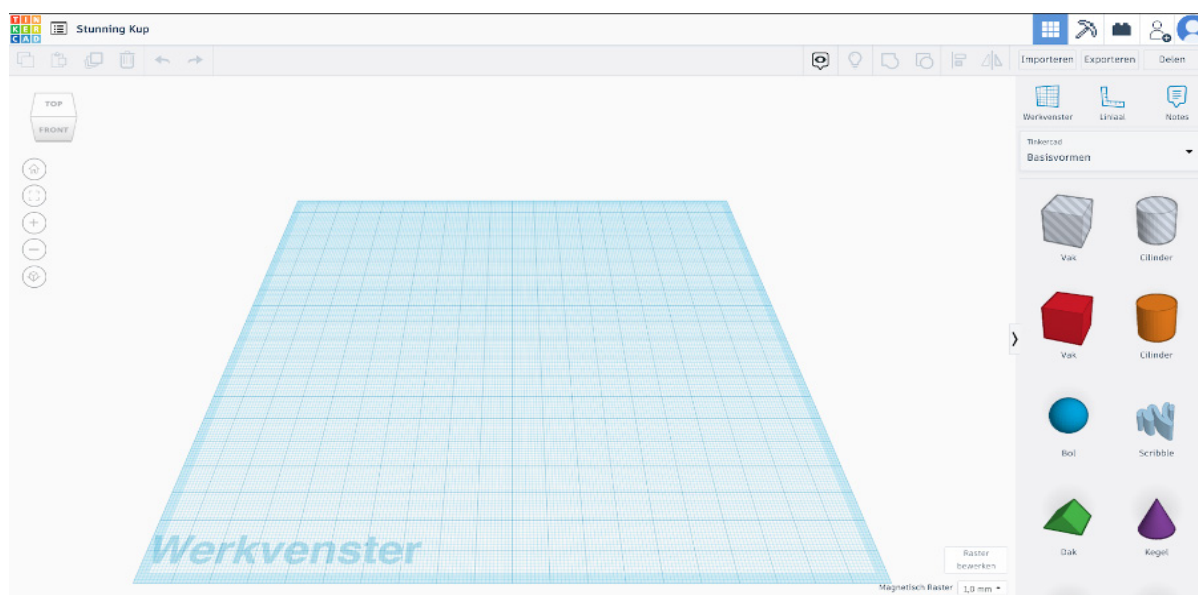 TIN
KER
CAD
Stunning Kup
Importeren Exporteren Delen
TOP
FRONT
Werkvenster Liniaal Notes
Tinkercad
Basisvormen
Vak Cilinder
Vak Cilinder
Bol Scribble
Dak Kegel
Werkvenster
Raster
bewerken
Magnetisch Raster 1,0 mm